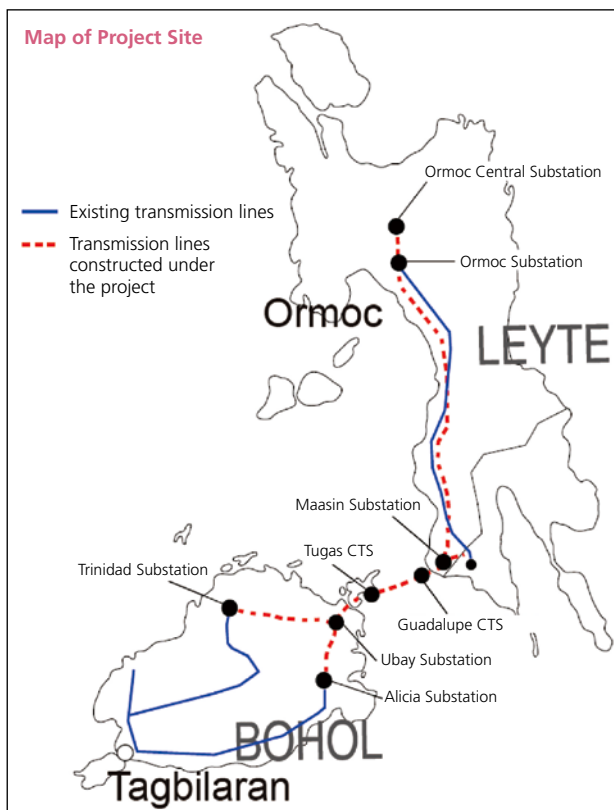 Map of Project Site
Ormoc Central Substation
Existing transmission lines
Transmission lines
constructed under
the project
Ormoc Substation
Ormoc
LEYTE
Maasin Substation
Tugas CTS
Trinidad Substation
Guadalupe CTS
Ubay Substation
Alicia Substation
BOHOL
Tagbilaran